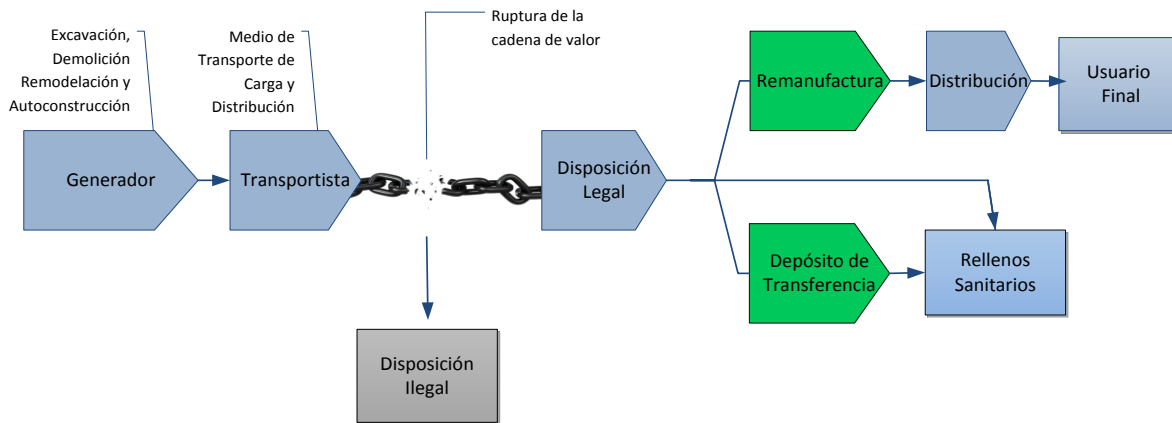 Excavación,
Demolición
Remodelación y
Autoconstrucción
Medio de
Transporte de
Carga y
Distribución
Ruptura de la
cadena de valor
Generador
Transportista
Disposición
Legal
Disposición
Ilegal
Remanufactura
Distribución
Usuario
Final
Depósito de
Transferencia
Rellenos
Sanitarios